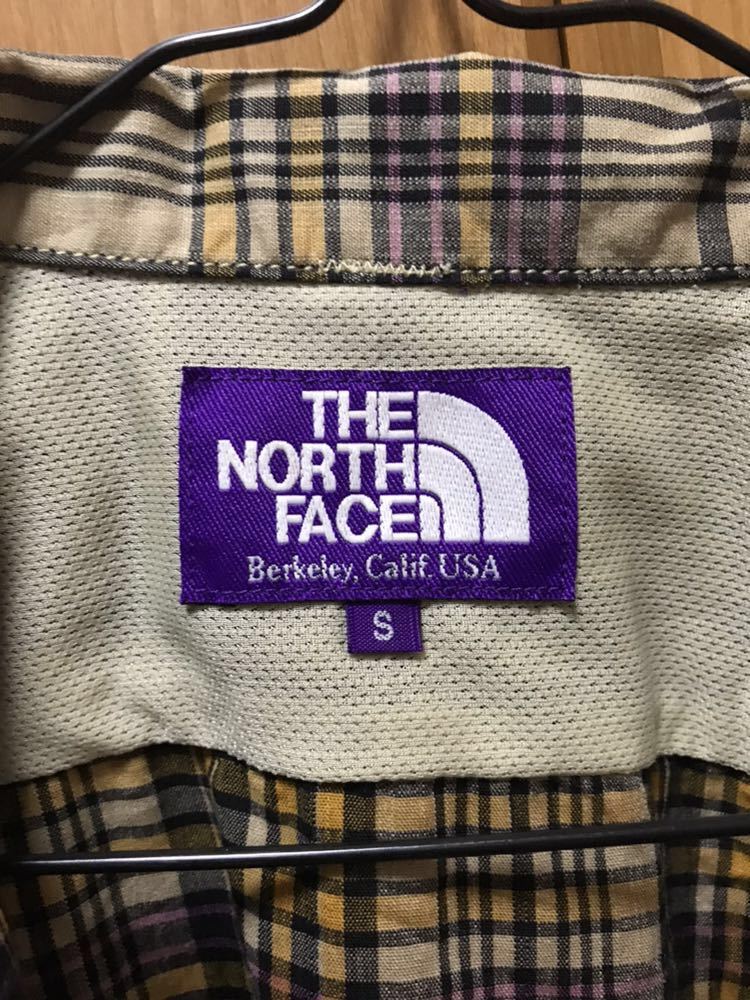 THE
NORTH
FACE
Berkeley, Calif. USA
S